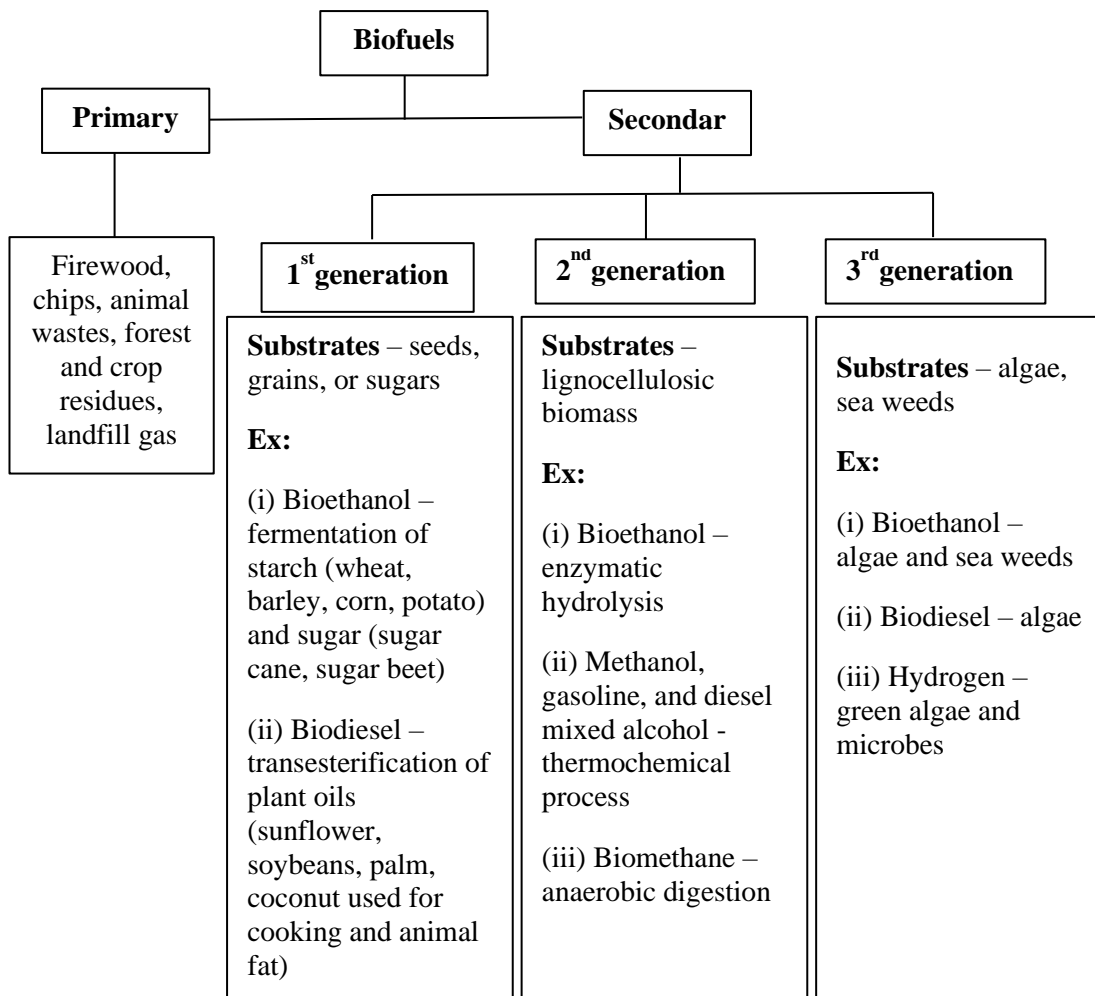 Biofuels
Primary
Secondar
Firewood,
chips, animal
wastes, forest
and crop
residues,
landfill gas
1st generation
Substrates – seeds,
grains, or sugars
Ex:
(i) Bioethanol –
fermentation of
starch (wheat,
barley, corn, potato)
and sugar (sugar
cane, sugar beet)
(ii) Biodiesel –
transesterification of
plant oils
(sunflower,
soybeans, palm,
coconut used for
cooking and animal
fat)
2nd generation
Substrates –
lignocellulosic
biomass
Ex:
(i) Bioethanol –
enzymatic
hydrolysis
(ii) Methanol,
gasoline, and diesel
mixed alcohol -
thermochemical
process
(iii) Biomethane –
anaerobic digestion
3rd generation
Substrates – algae,
sea weeds
Ex:
(i) Bioethanol –
algae and sea weeds
(ii) Biodiesel – algae
(iii) Hydrogen –
green algae and
microbes